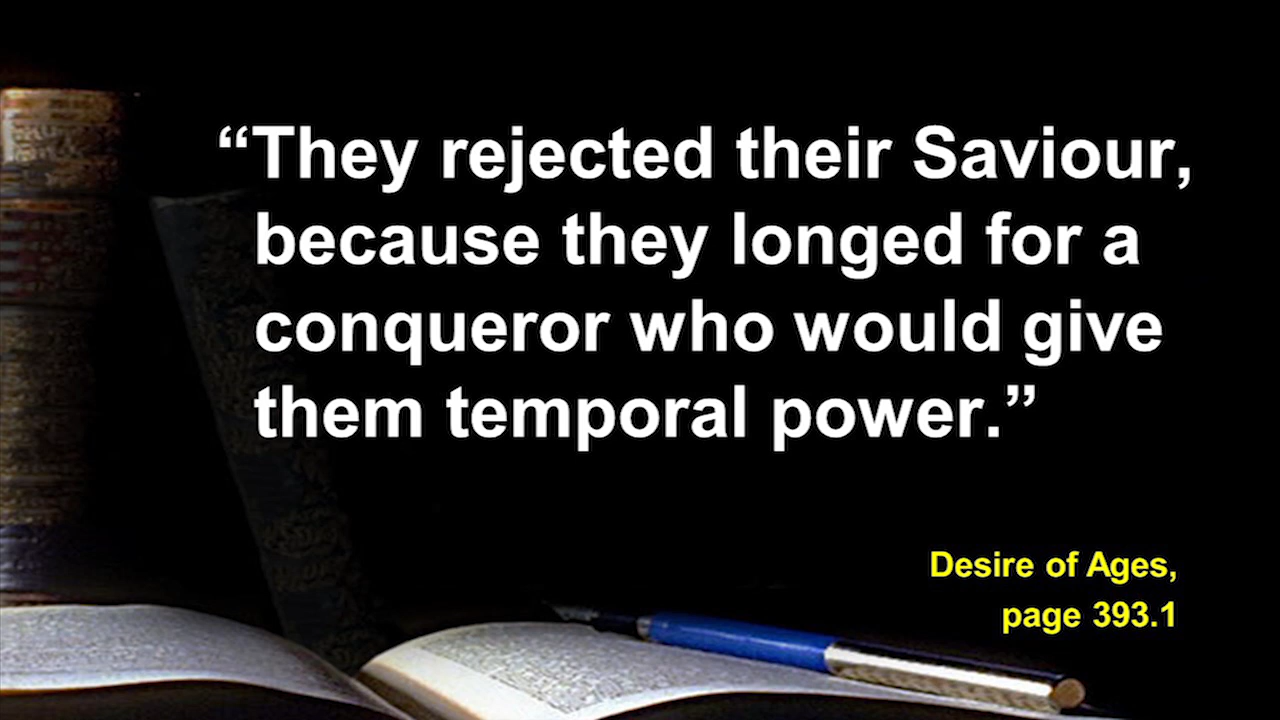 “They rejected their Saviour,
because they longed for a
conqueror who would give
them temporal power.”
Desire of Ages,
page 393.1